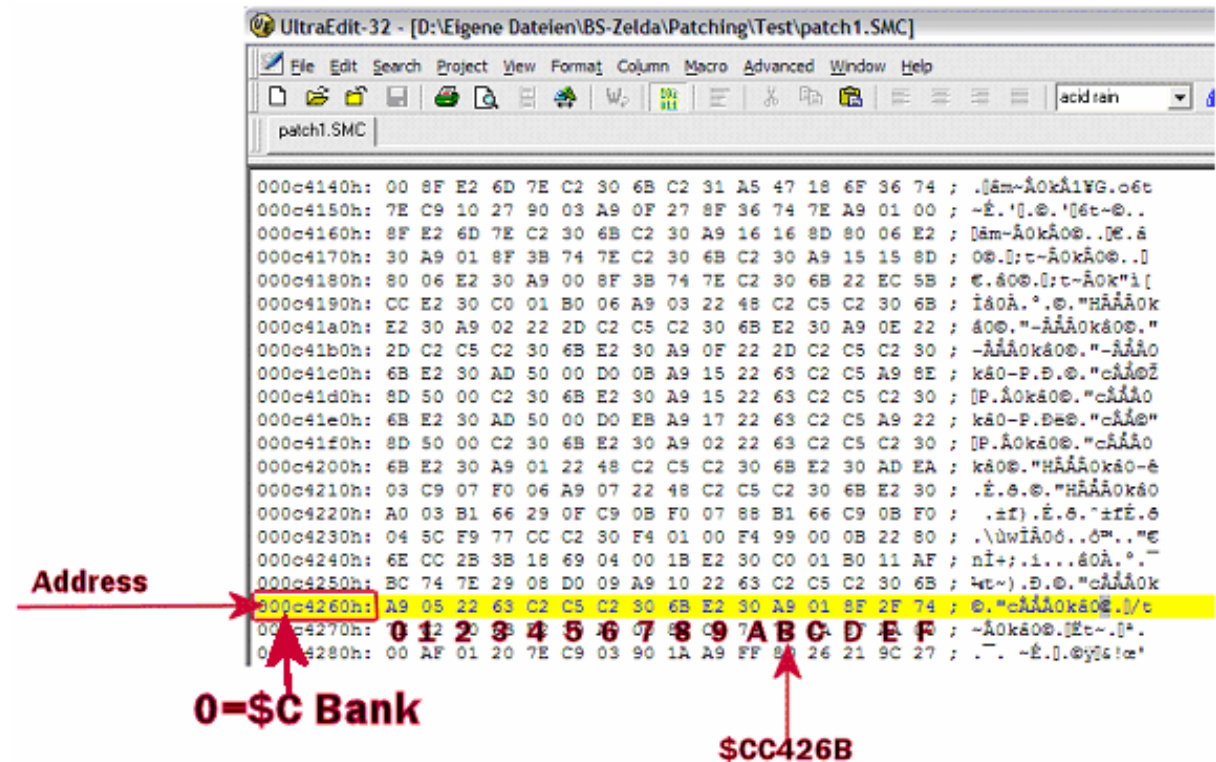 UltraEdit-32 - [D:\Eigene Dateien\BS-Zelda\Patching\Test\patch1.SMC]
File Edit Search Project View Format Column Macro Advanced Window Help
acid rain
patch1.SMC
000c4140h: 00 8F E2 6D 7E C2 30 6B C2 31 A5 47 18 6F 36 74 ;
000c4150h: 7E C9 10 27 90 03 A9 0F 27 8F 36 74 7E A9 01 00 ;
000c4160h: 8F E2 6D 7E C2 30 6B C2 30 A9 16 16 8D 80 06 E2 ;
000c4170h: 30 A9 01 8F 3B 74 7E C2 30 6B C2 30 A9 15 15 8D ;
000c4180h: 80 06 E2 30 A9 00 8F 3B 74 7E C2 30 6B 22 EC 5B ;
000c4190h: CC E2 30 C0 01 B0 06 A9 03 22 48 C2 C5 C2 30 6B ;
000c41a0h: E2 30 A9 02 22 2D C2 C5 C2 30 6B E2 30 A9 0E 22 ;
000c41b0h: 2D C2 C5 C2 30 6B E2 30 A9 0F 22 2D C2 C5 C2 30 ;
000c41c0h: 6B E2 30 AD 50 00 D0 0B A9 15 22 63 C2 C5 A9 8E ;
000c41d0h: 8D 50 00 C2 30 6B E2 30 A9 15 22 63 C2 C5 C2 30 ;
000c41e0h: 6B E2 30 AD 50 00 D0 EB A9 17 22 63 C2 C5 A9 22 ;
000c41f0h: 8D 50 00 C2 30 6B E2 30 A9 02 22 63 C2 C5 C2 30 ;
000c4200h: 6B E2 30 A9 01 22 48 C2 C5 C2 30 6B E2 30 AD EA ;
000c4210h: 03 C9 07 F0 06 A9 07 22 48 C2 C5 C2 30 6B E2 30 ;
000c4220h: A0 03 B1 66 29 0F C9 0B F0 07 88 B1 66 C9 0B F0 ;
000c4230h: 04 5C F9 77 CC C2 30 F4 01 00 F4 99 00 0B 22 80 ;
000c4240h: 6E CC 2B 3B 18 69 04 00 1B E2 30 C0 01 B0 11 AF ;
000c4250h: BC 74 7E 29 08 D0 09 A9 10 22 63 C2 C5 C2 30 6B ;
Address
000c4260h: A9 05 22 63 C2 C5 C2 30 6B E2 30 A9 01 8F 2F 74 ;
000c4270h:
0 1 2 3 4 5 6 7 8 9 A B C D E F
4280h: 00 AF 01 20 7E C9 03 90 1A A9 FF 26 21 9C 27 ;
0=$C Bank
$CC426B